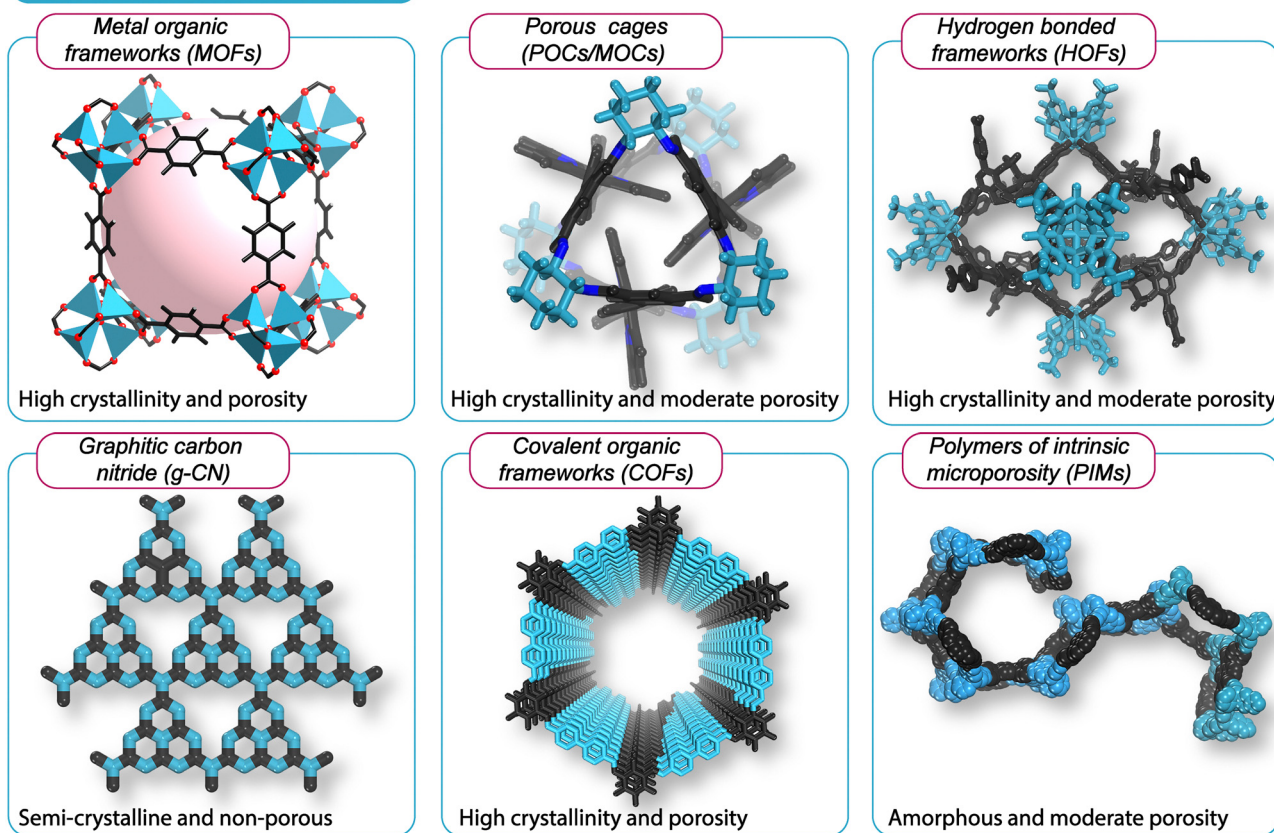 Metal organic
frameworks (MOFs)
High crystallinity and porosity
Porous cages
(POCs/MOCs)
High crystallinity and moderate porosity
Hydrogen bonded
frameworks (HOFs)
High crystallinity and moderate porosity
Graphitic carbon
nitride (g-CN)
Semi-crystalline and non-porous
Covalent organic
frameworks (COFs)
High crystallinity and porosity
Polymers of intrinsic
microporosity (PIMs)
Amorphous and moderate porosity